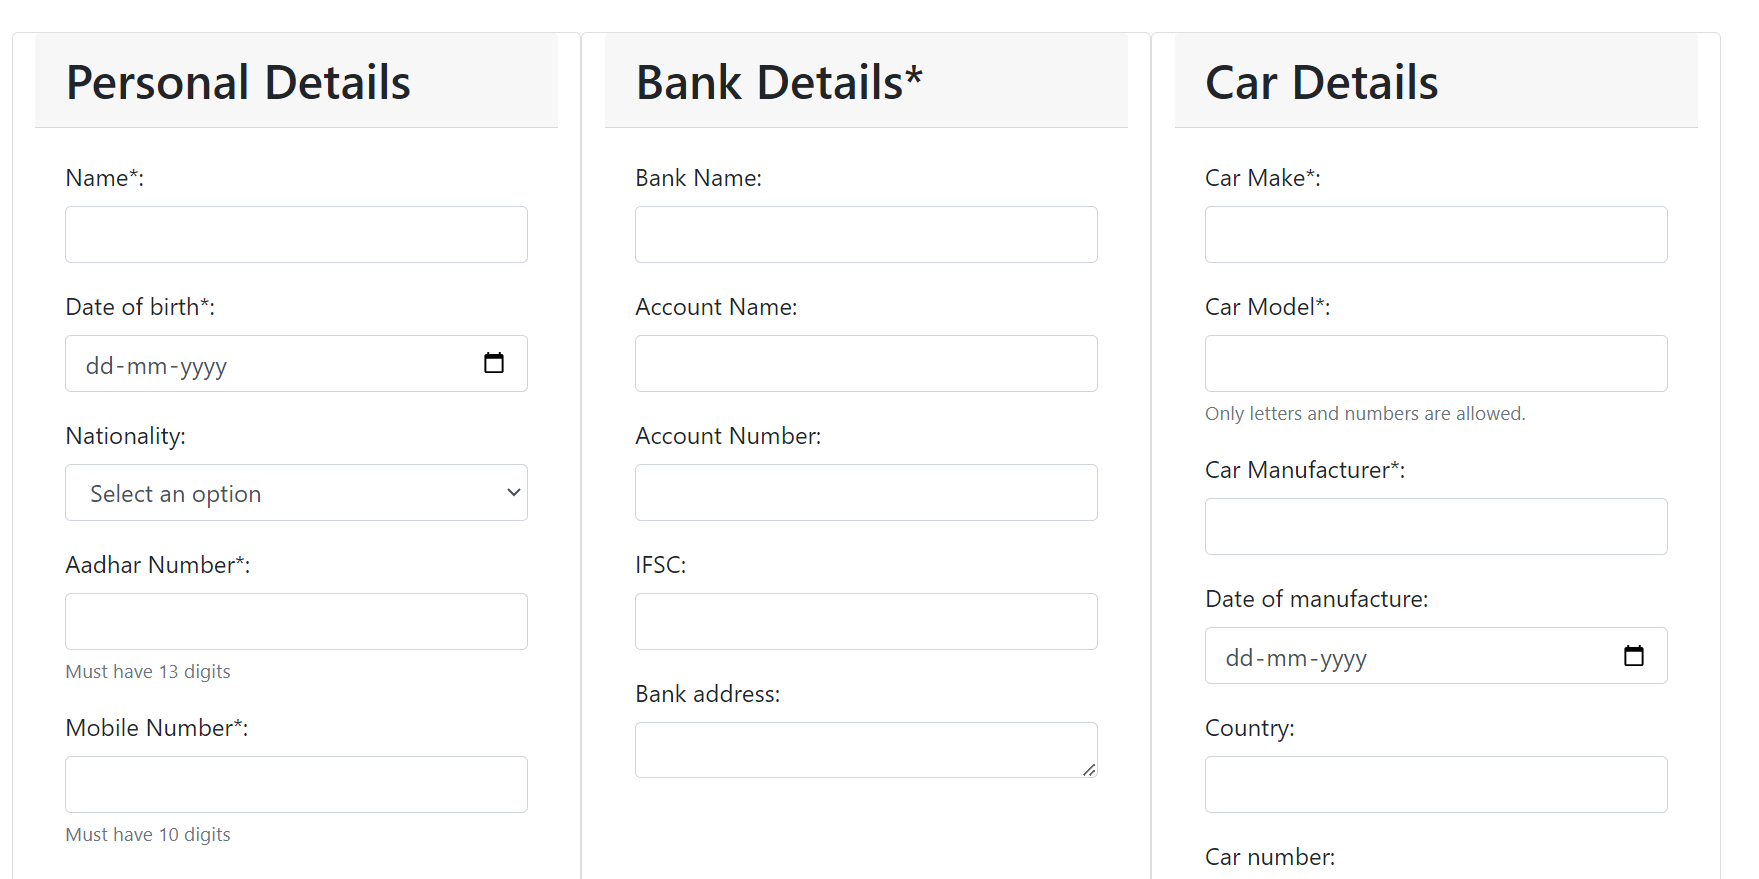 Personal Details
Name*:
Date of birth*:
dd-mm-yyyy
Nationality:
Select an option
Aadhar Number*:
Must have 13 digits
Mobile Number*:
Must have 10 digits
Bank Details*
Bank Name:
Account Name:
Account Number:
IFSC:
Bank address:
Car Details
Car Make*:
Car Model*:
Only letters and numbers are allowed.
Car Manufacturer*:
Date of manufacture:
dd-mm-yyyy
Country:
Car number: